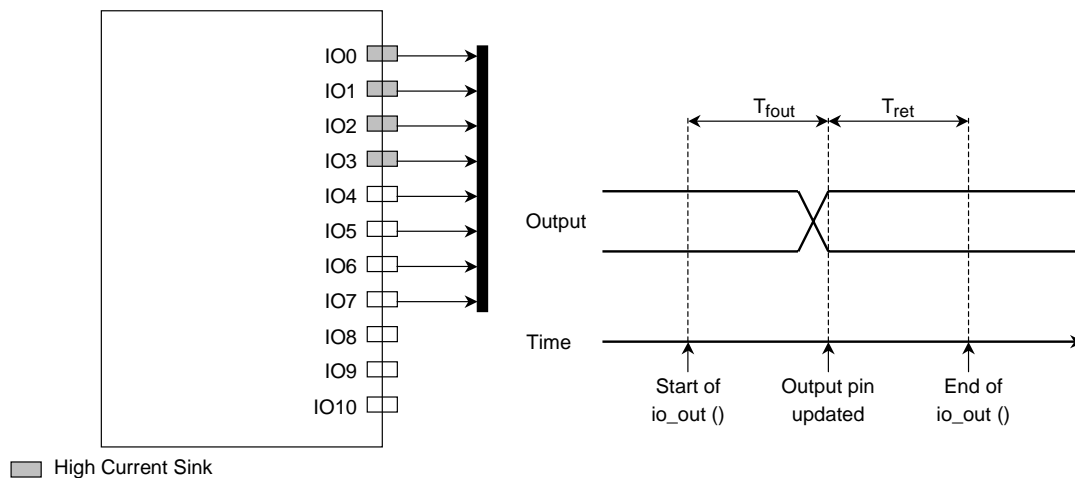 IO0
IO1
IO2
IO3
IO4
IO5
IO6
IO7
IO8
IO9
IO10
High Current Sink
Tfout
Tret
Output
Time
Start of
io_out ()
Output pin
updated
End of
io_out ()